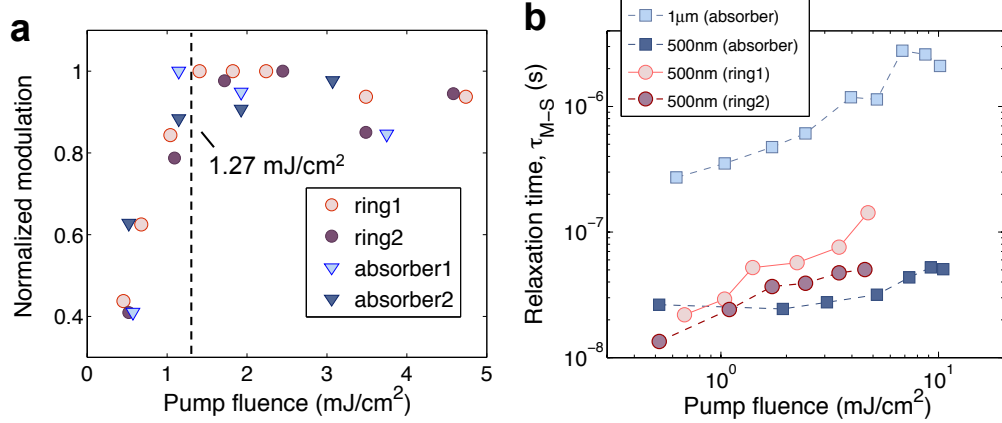 a
Normalized modulation
1
0.8
0.6
0.4
0
1
2
3
4
5
Pump fluence (mJ/cm²)
1.27 mJ/cm²
ring1
ring2
absorber1
absorber2
b
1μm (absorber)
500nm (absorber)
500nm (ring1)
500nm (ring2)
Relaxation time, τ_M-S (s)
10⁻⁶
10⁻⁷
10⁻⁸
10⁰
10¹
Pump fluence (mJ/cm²)